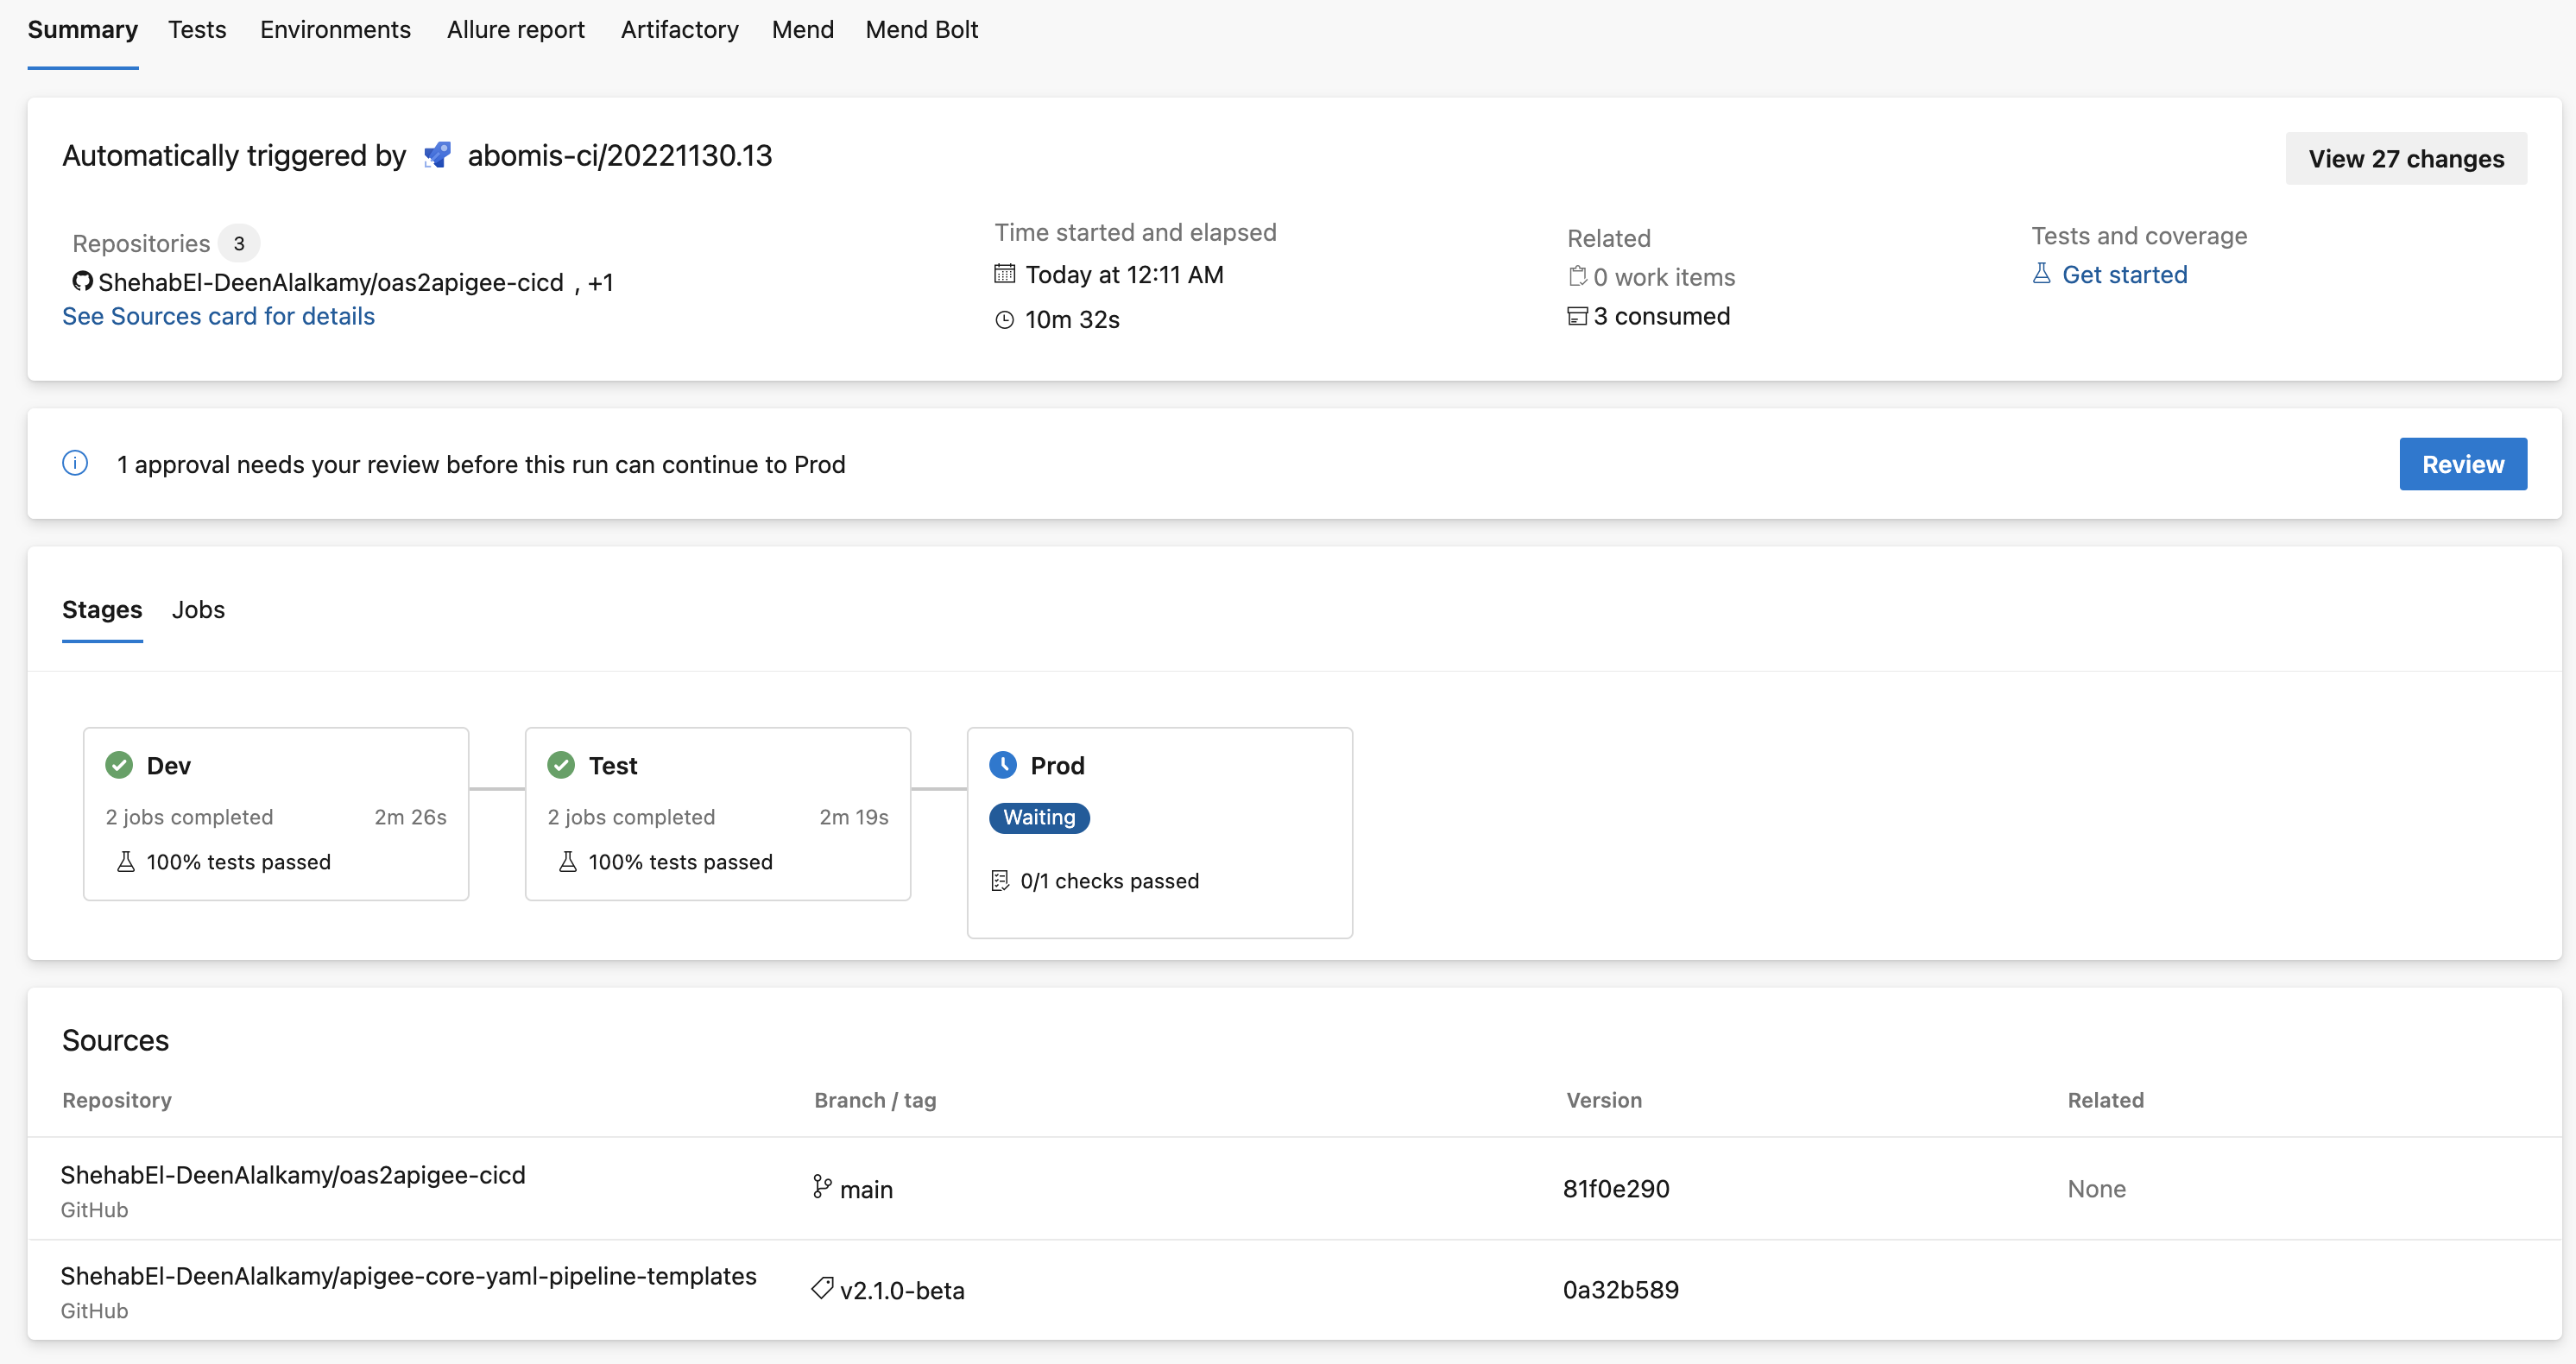 Summary Tests Environments Allure report Artifactory Mend Mend Bolt
Automatically triggered by abomis-ci/20221130.13
View 27 changes
Repositories 3
ShehabEl-DeenAlalkamy/oas2apigee-cicd , +1
See Sources card for details
Time started and elapsed
Today at 12:11 AM
10m 32s
Related
0 work items
3 consumed
Tests and coverage
Get started
1 approval needs your review before this run can continue to Prod
Review
Stages Jobs
Dev
2 jobs completed 2m 26s
100% tests passed
Test
2 jobs completed 2m 19s
100% tests passed
Prod
Waiting
0/1 checks passed
Sources
Repository Branch / tag Version Related
ShehabEl-DeenAlalkamy/oas2apigee-cicd
GitHub
main
81f0e290
None
ShehabEl-DeenAlalkamy/apigee-core-yaml-pipeline-templates
GitHub
v2.1.0-beta
0a32b589